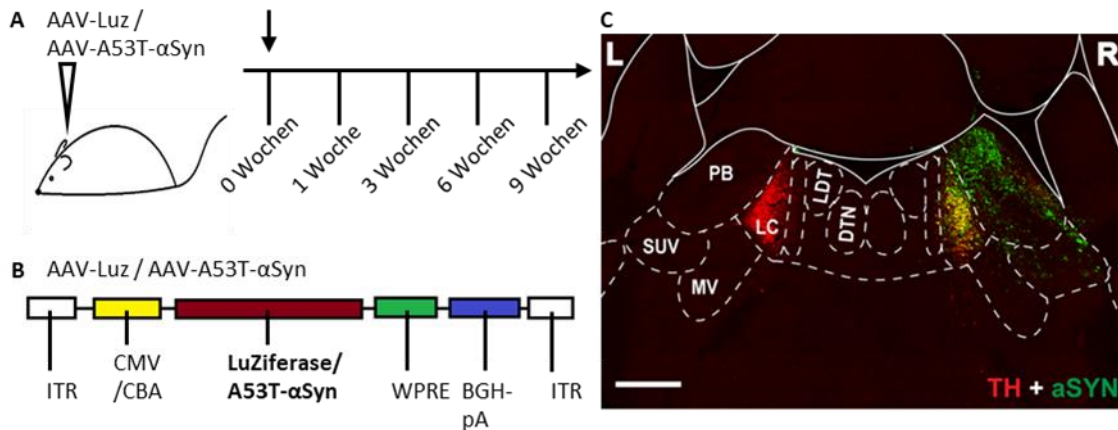 A
AAV-Luz /
AAV-A53T-αSyn
0 Wochen
1 Woche
3 Wochen
6 Wochen
9 Wochen
B
AAV-Luz / AAV-A53T-αSyn
ITR
CMV
/CBA
LuZiferase/
A53T-αSyn
WPRE
BGH-
pA
ITR
C
L
R
PB
LDT
LC
DTN
SUV
MV
TH + aSYN